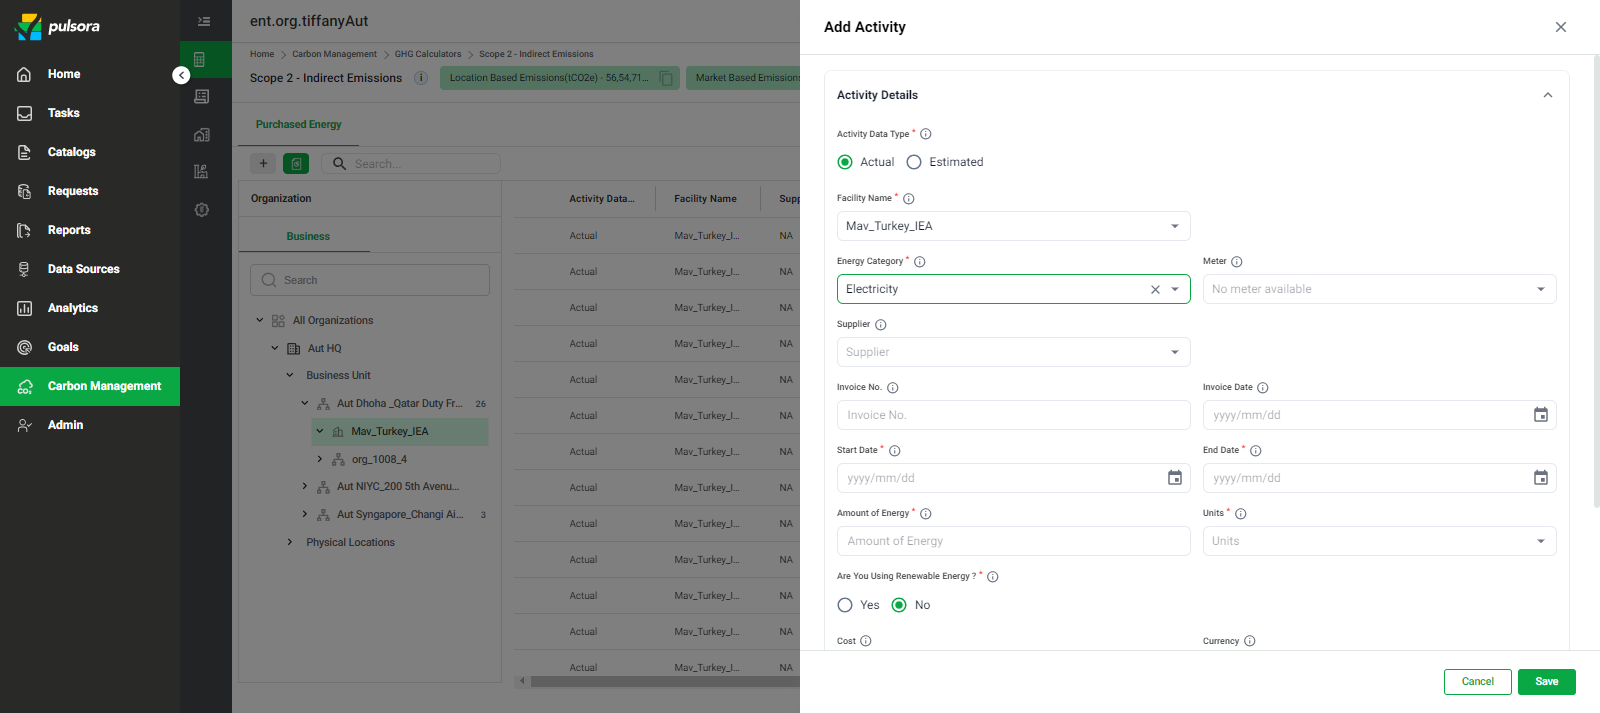 pulsora
Home
Tasks
Catalogs
Requests
Reports
Data Sources
Analytics
Goals
Carbon Management
Admin
ent.org.tiffanyAut
Home > Carbon Management > GHG Calculators > Scope 2 - Indirect Emissions
Scope 2 - Indirect Emissions
Location Based Emissions(tCO2e) - 56,54,71...
Market Based Emissions
Purchased Energy
+
Search...
Organization
Business
Search
All Organizations
Aut HQ
Business Unit
Aut Dhoha _Qatar Duty Fr... 26
Mav_Turkey_IEA
org_1008_4
Aut NIYC_200 5th Avenu...
Aut Syngapore_Changi Ai... 3
Physical Locations
Activity Data... Facility Name Supp
Actual Mav_Turkey_I... NA
Actual Mav_Turkey_I... NA
Actual Mav_Turkey_I... NA
Actual Mav_Turkey_I... NA
Actual Mav_Turkey_I... NA
Actual Mav_Turkey_I... NA
Actual Mav_Turkey_I... NA
Actual Mav_Turkey_I... NA
Actual Mav_Turkey_I... NA
Actual Mav_Turkey_I... NA
Actual Mav_Turkey_I... NA
Actual Mav_Turkey_I... NA
Actual Mav_Turkey_I... NA
Add Activity
Activity Details
Activity Data Type *
Actual Estimated
Facility Name *
Mav_Turkey_IEA
Energy Category * Meter
Electricity No meter available
Supplier
Supplier
Invoice No. Invoice Date
Invoice No. yyyy/mm/dd
Start Date * End Date *
yyyy/mm/dd yyyy/mm/dd
Amount of Energy * Units *
Amount of Energy Units
Are You Using Renewable Energy ? *
Yes No
Cost Currency
Cancel Save